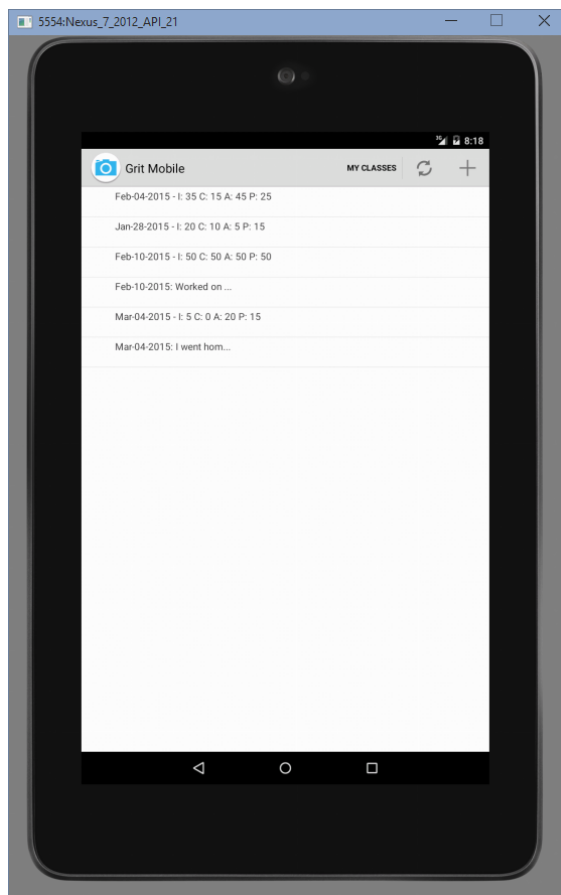 5554:Nexus_7_2012_API_21
3G 8:18
Grit Mobile MY CLASSES
Feb-04-2015 - I: 35 C: 15 A: 45 P: 25
Jan-28-2015 - I: 20 C: 10 A: 5 P: 15
Feb-10-2015 - I: 50 C: 50 A: 50 P: 50
Feb-10-2015: Worked on ...
Mar-04-2015 - I: 5 C: 0 A: 20 P: 15
Mar-04-2015: I went hom...